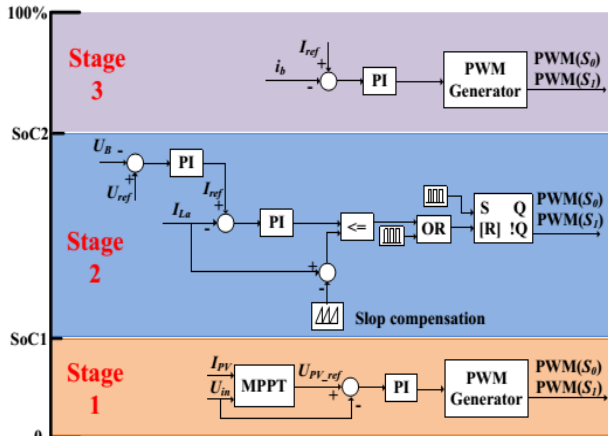 100%
Stage
3
I_ref
+
i_b
-
PI
PWM
Generator
PWM(S_0)
PWM(S_1)
SoC2
Stage
2
U_B
-
+
U_ref
PI
I_ref
+
I_La
-
PI
<=
OR
S Q
[R] !Q
PWM(S_0)
PWM(S_1)
+
-
Slop compensation
SoC1
Stage
1
I_PV
U_in
MPPT
U_PV_ref
+
-
PI
PWM
Generator
PWM(S_0)
PWM(S_1)
0